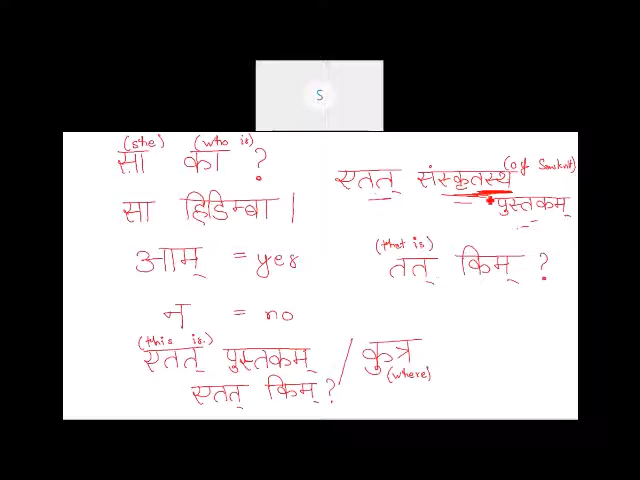 S
(she) (who is)
सा का ?
सा हिडिम्बा |
आम् = yes
न = no
(this is.)
एतत् पुस्तकम् / कुत्र
(where)
एतत् किम् ?
(of Sanskrit)
एतत् संस्कृतस्य
= पुस्तकम्
(that is)
तत् किम् ?